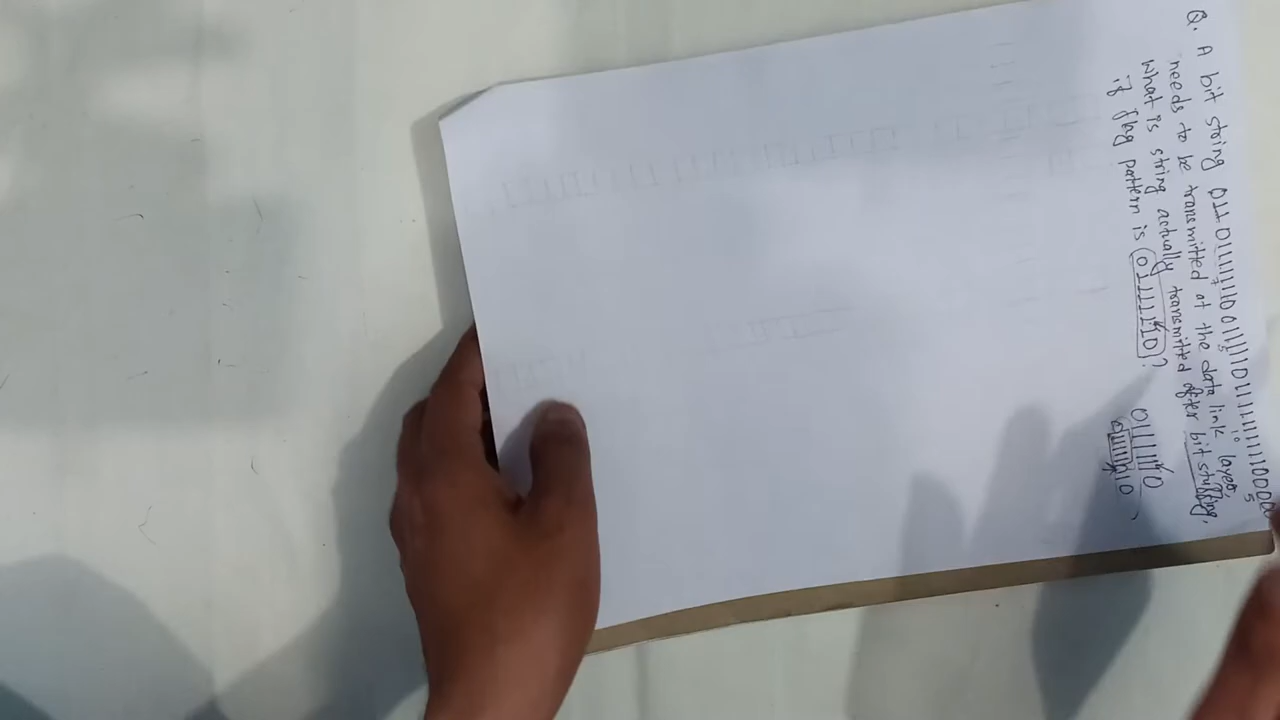 Q. A bit string 0110111111100111110111111111100000
needs to be transmitted at the data link layer,
what is string actually transmitted after bit stuffing,
if flag pattern is 01111110?